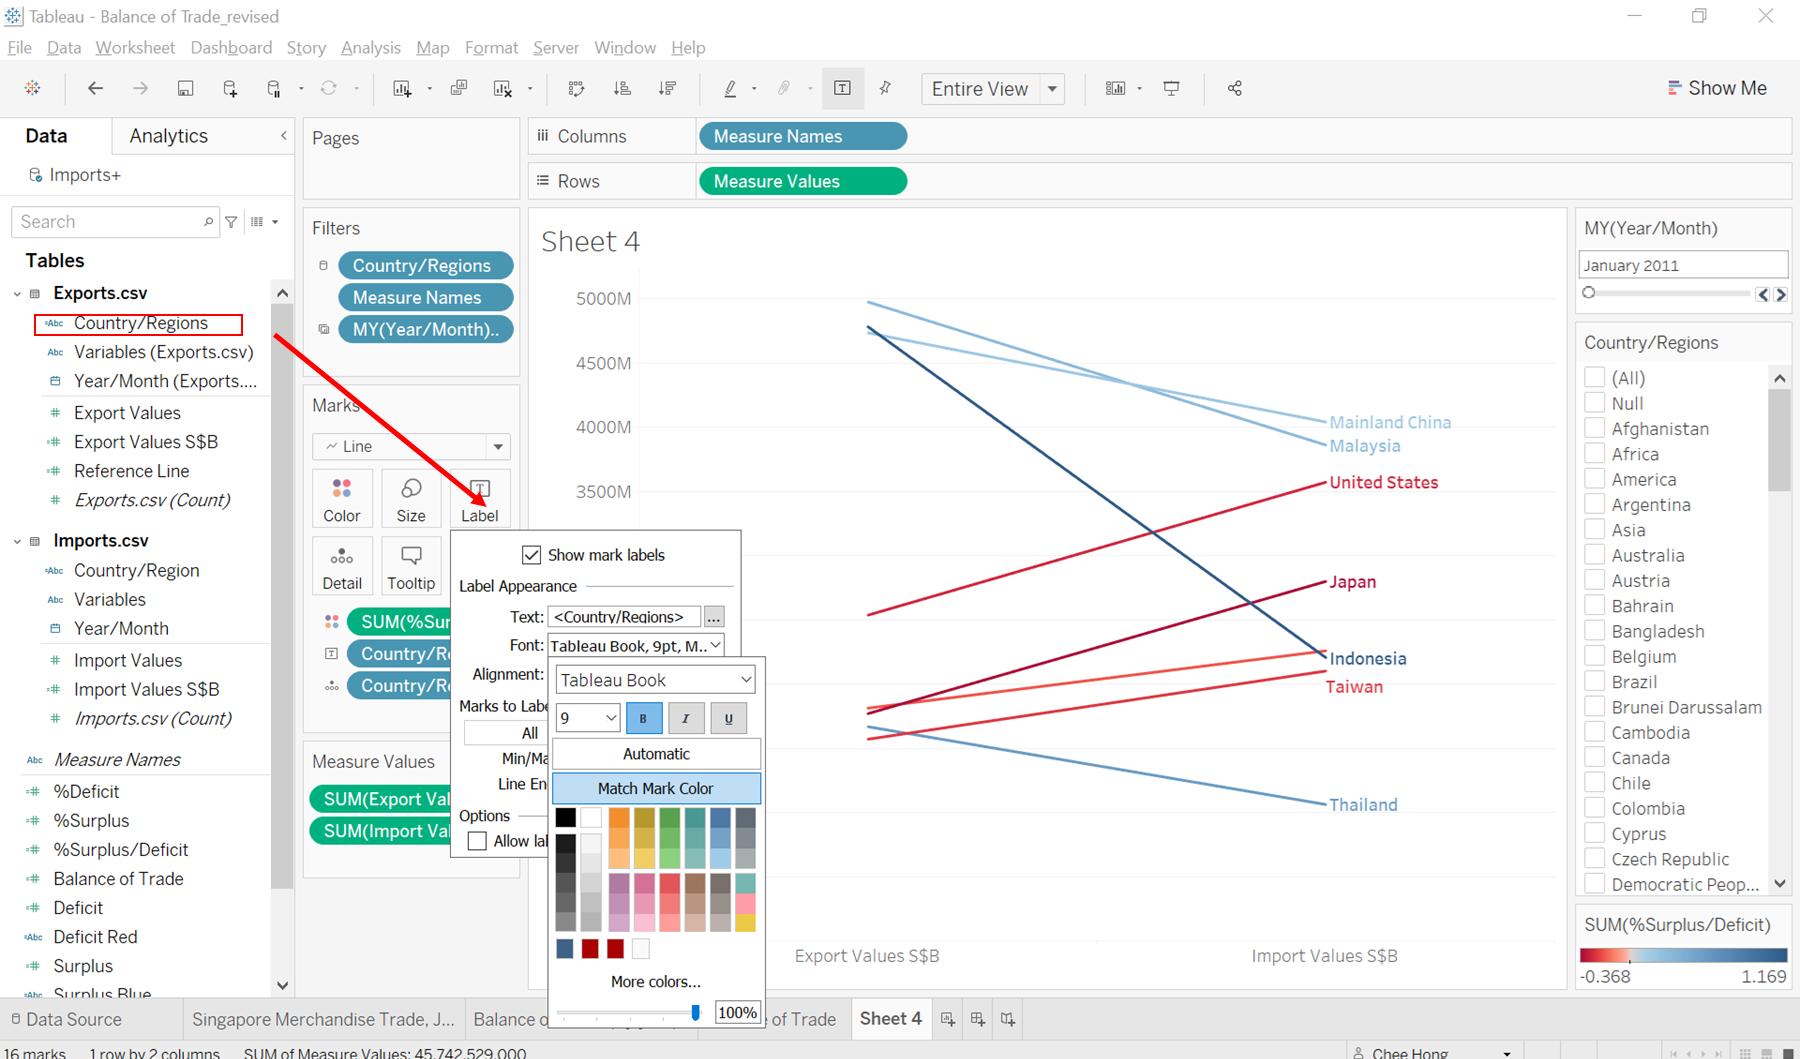 Tableau - Balance of Trade_revised
File Data Worksheet Dashboard Story Analysis Map Format Server Window Help
Entire View
Show Me
Data Analytics
Imports+
Search
Tables
Exports.csv
Abc Country/Regions
Abc Variables (Exports.csv)
Year/Month (Exports....
Export Values
Export Values S$B
Reference Line
Exports.csv (Count)
Imports.csv
Abc Country/Region
Abc Variables
Year/Month
Import Values
Import Values S$B
Imports.csv (Count)
Abc Measure Names
%Deficit
%Surplus
%Surplus/Deficit
Balance of Trade
Deficit
Abc Deficit Red
Surplus
Abc Surplus Blue
Pages
Filters
Country/Regions
Measure Names
MY(Year/Month)..
Marks
Line
Color Size Label
Detail Tooltip
SUM(%Sur
Country/R
Country/R
Measure Values
SUM(Export Val
SUM(Import Val
Show mark labels
Label Appearance
Text: <Country/Regions> ...
Font: Tableau Book, 9pt, M..
Alignment:
Marks to Labe
All
Min/Ma
Line En
Options
Allow lal
Tableau Book
9 B I U
Automatic
Match Mark Color
More colors...
100%
Columns Measure Names
Rows Measure Values
Sheet 4
5000M
4500M
4000M
3500M
Mainland China
Malaysia
United States
Japan
Indonesia
Taiwan
Thailand
Export Values S$B
Import Values S$B
MY(Year/Month)
January 2011
Country/Regions
(All)
Null
Afghanistan
Africa
America
Argentina
Asia
Australia
Austria
Bahrain
Bangladesh
Belgium
Brazil
Brunei Darussalam
Cambodia
Canada
Chile
Colombia
Cyprus
Czech Republic
Democratic Peop...
SUM(%Surplus/Deficit)
-0.368 1.169
Data Source
Singapore Merchandise Trade, J...
Balance o
e of Trade
Sheet 4
16 marks 1 row by 2 columns SUM of Measure Values: 45,742,529,000
Chee Hong